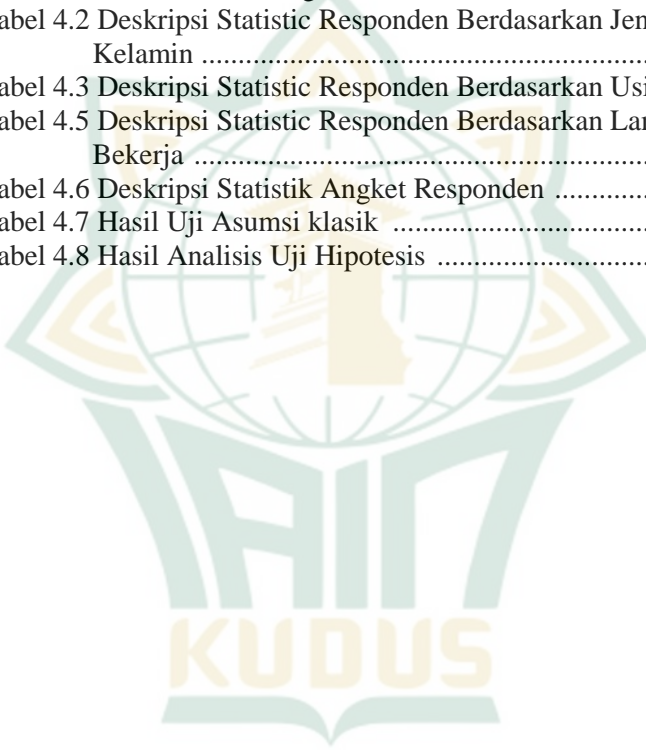 abel 4.2 Deskripsi Statistic Responden Berdasarkan Jen
Kelamin ....................................................................
abel 4.3 Deskripsi Statistic Responden Berdasarkan Usi
abel 4.5 Deskripsi Statistic Responden Berdasarkan Lar
Bekerja ......................................................................
abel 4.6 Deskripsi Statistik Angket Responden ..............
abel 4.7 Hasil Uji Asumsi klasik ......................................
abel 4.8 Hasil Analisis Uji Hipotesis ................................
IAIN
KUDUS